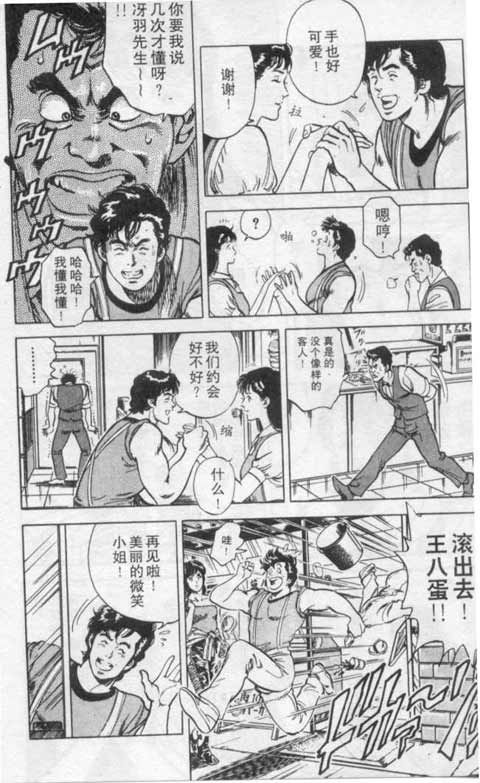 手也好
可爱！
谢谢！
拉
你要我说
几次才懂呀？
冴羽先生～～
!!
哈哈哈！
我懂我懂！
嗯哼！
啪
？
真是的，
没个像样的
客人！
我们约会
好不好？
缩
什么！
………
滚出去！
王八蛋!!
哇！
再见啦！
美丽的微笑
小姐！